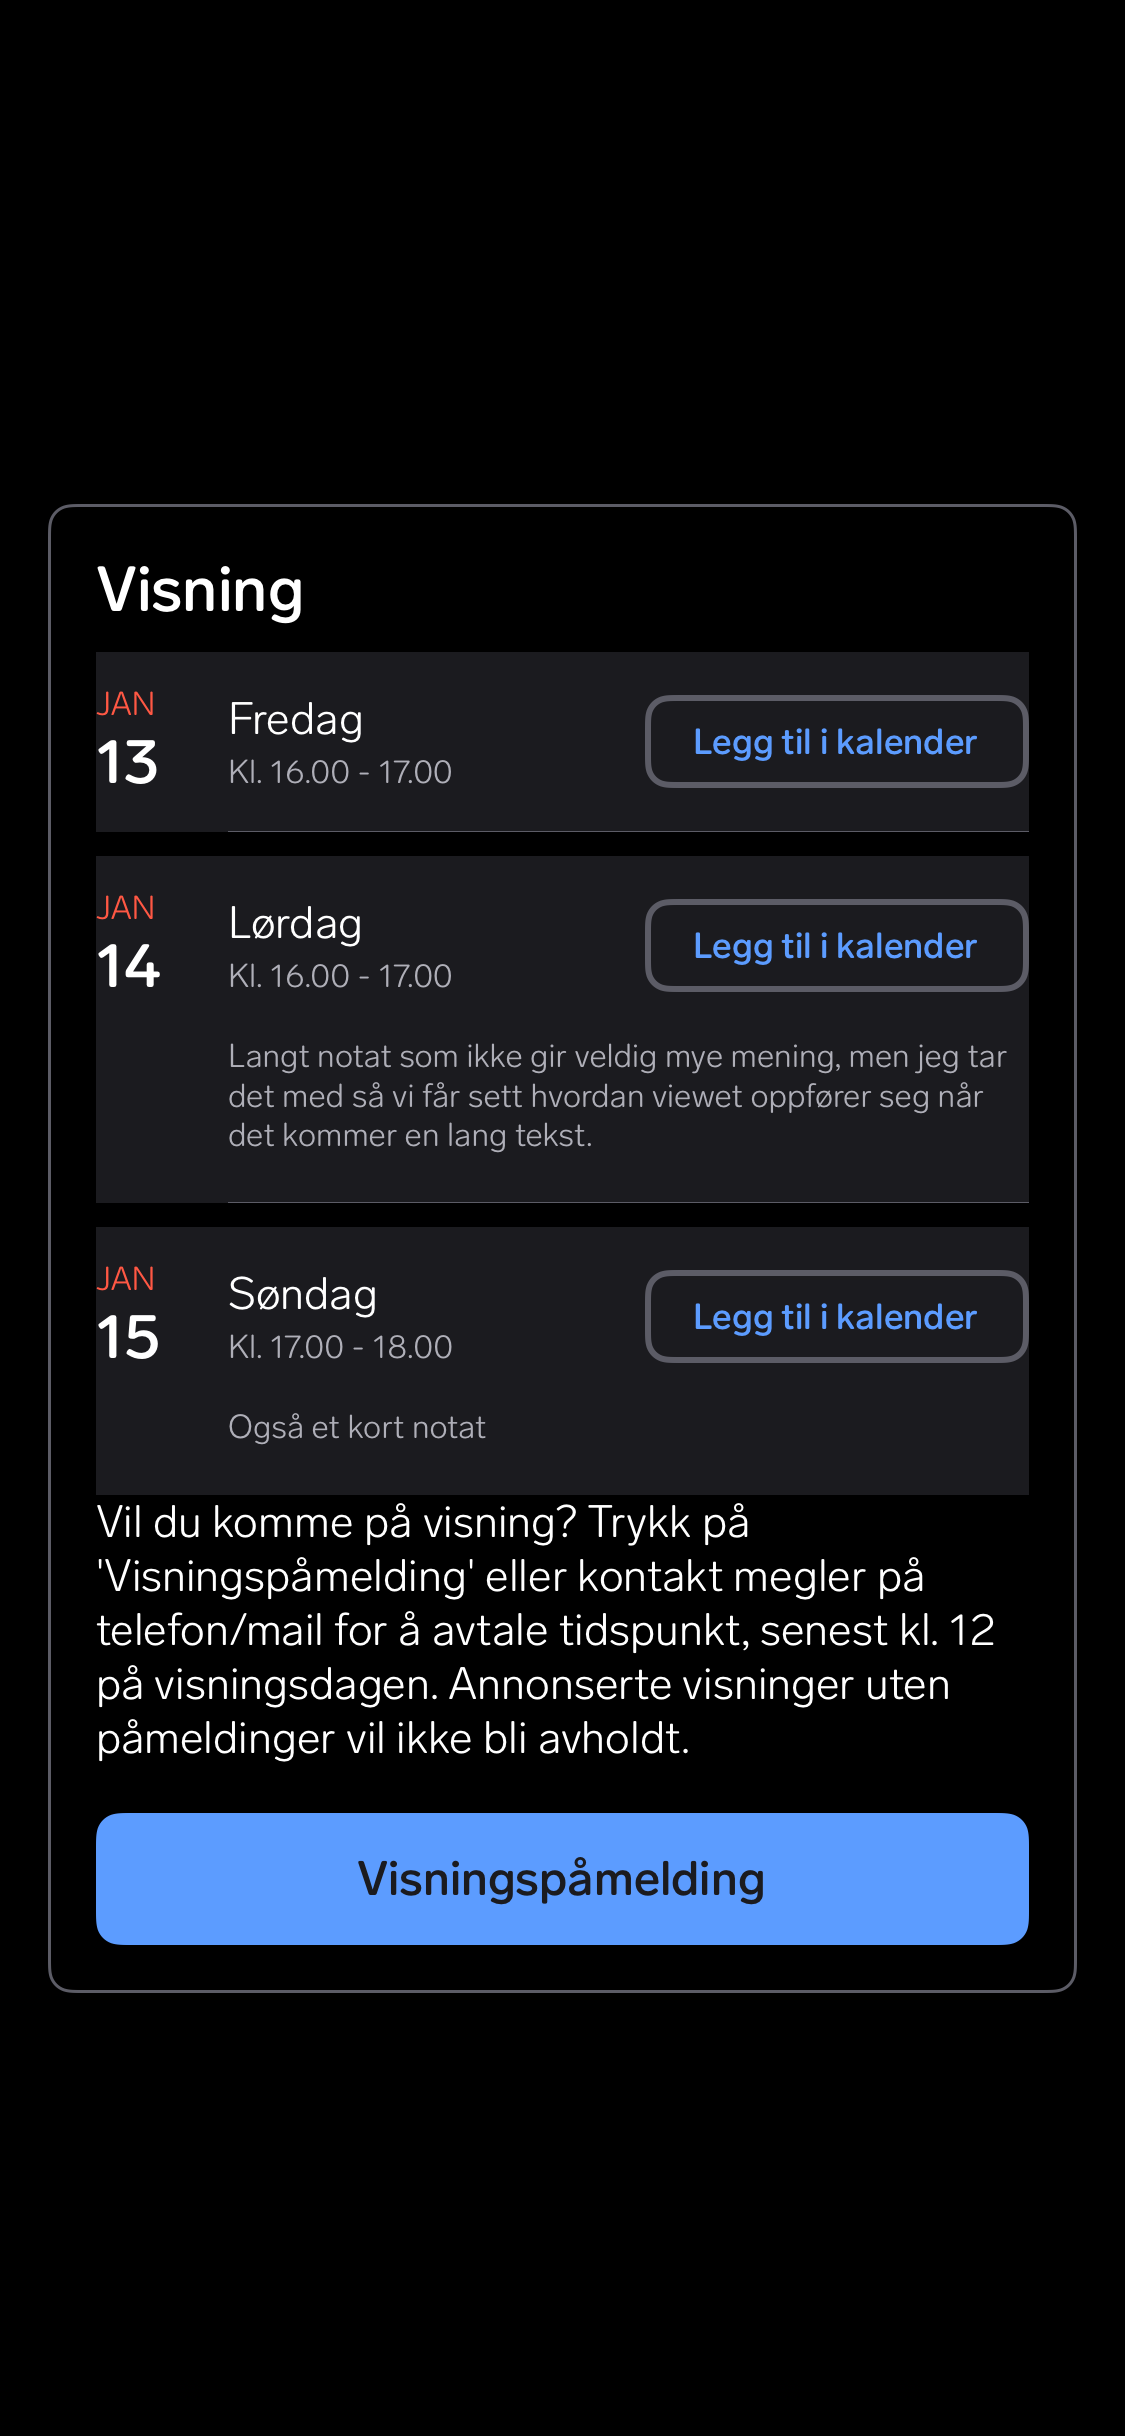 Visning
JAN
13
Fredag
Kl. 16.00 - 17.00
Legg til i kalender
JAN
14
Lørdag
Kl. 16.00 - 17.00
Legg til i kalender
Langt notat som ikke gir veldig mye mening, men jeg tar
det med så vi får sett hvordan viewet oppfører seg når
det kommer en lang tekst.
JAN
15
Søndag
Kl. 17.00 - 18.00
Legg til i kalender
Også et kort notat
Vil du komme på visning? Trykk på
'Visningspåmelding' eller kontakt megler på
telefon/mail for å avtale tidspunkt, senest kl. 12
på visningsdagen. Annonserte visninger uten
påmeldinger vil ikke bli avholdt.
Visningspåmelding